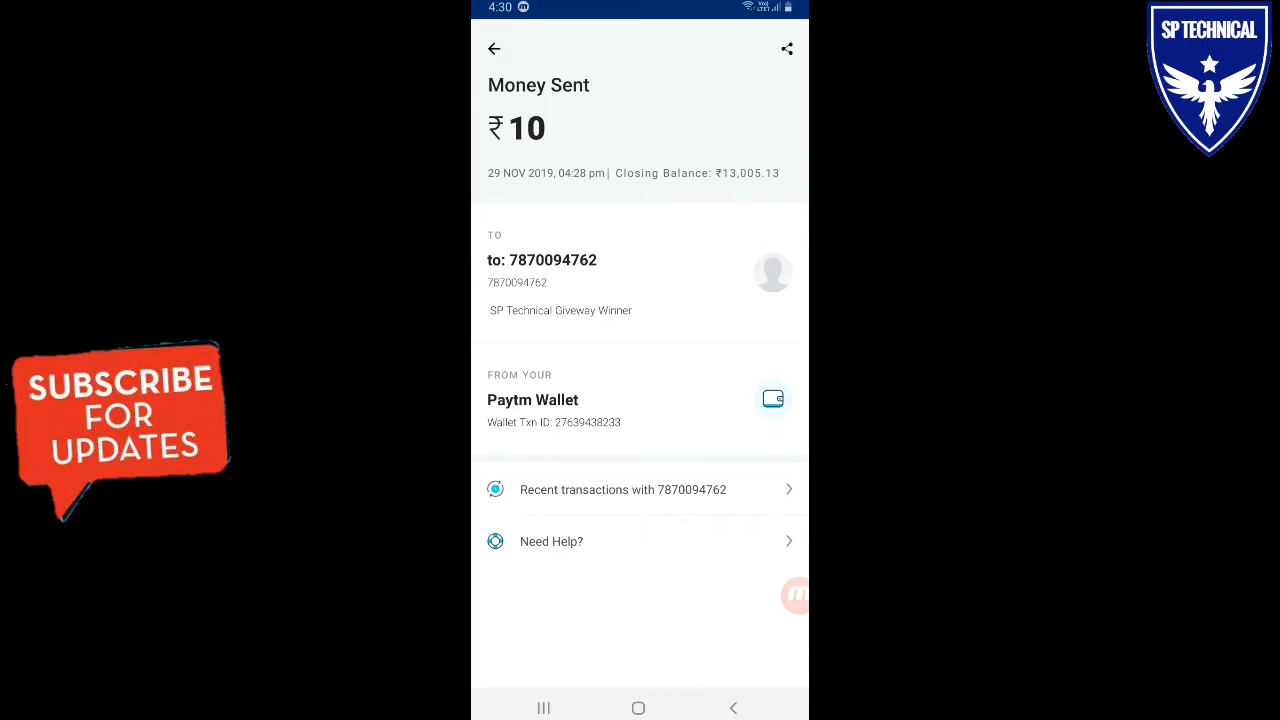 4:30
SP TECHNICAL
Money Sent
₹10
29 NOV 2019, 04:28 pm| Closing Balance: ₹13,005.13
TO
to: 7870094762
7870094762
SP Technical Giveway Winner
FROM YOUR
Paytm Wallet
Wallet Txn ID: 27639438233
Recent transactions with 7870094762
Need Help?
SUBSCRIBE
FOR
UPDATES